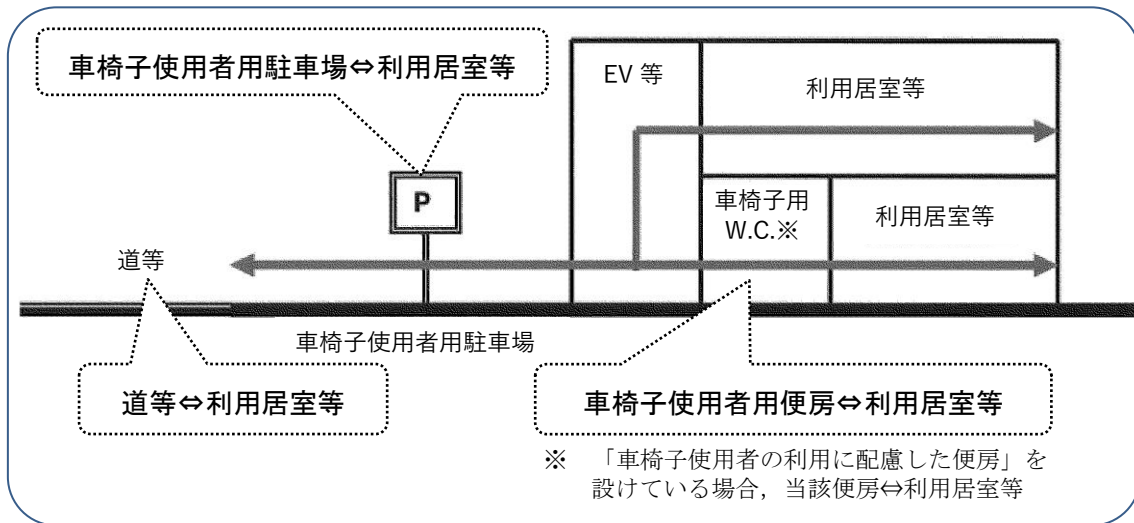 車椅子使用者用駐車場⇔利用居室等
EV 等
利用居室等
P
車椅子用
W.C.※
利用居室等
道等
車椅子使用者用駐車場
道等⇔利用居室等
車椅子使用者用便房⇔利用居室等
※ 「車椅子使用者の利用に配慮した便房」を
設けている場合，当該便房⇔利用居室等